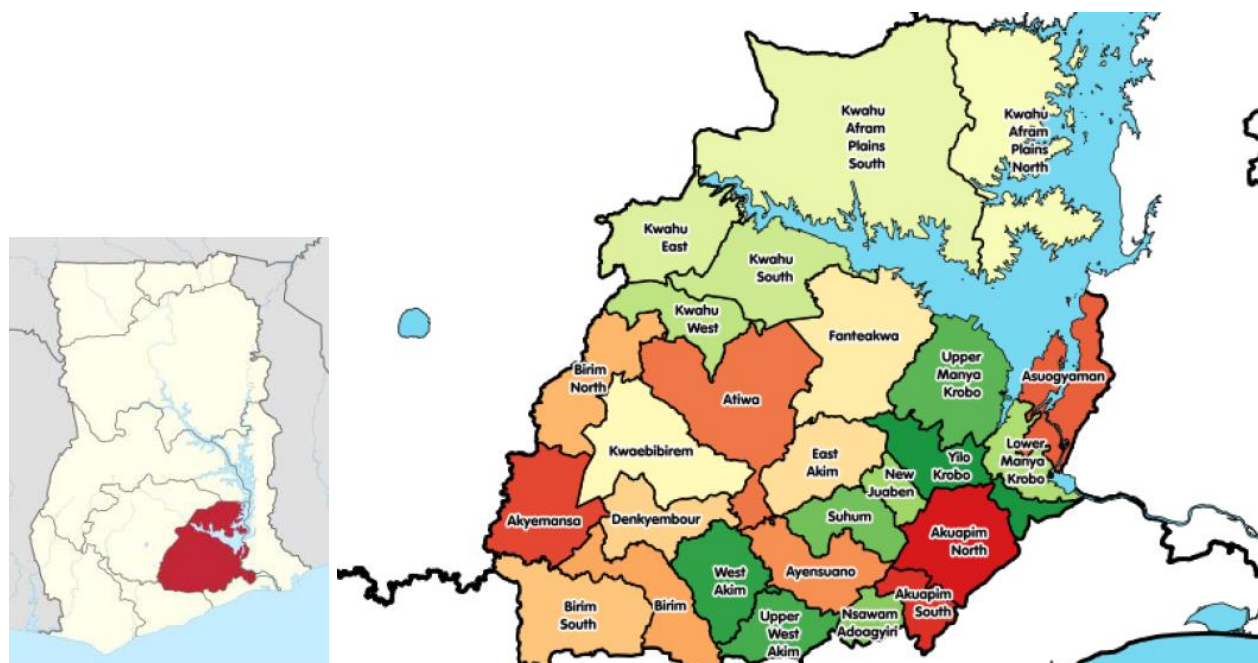 Kwahu
Afram
Plains
South
Kwahu
Afram
Plains
North
Kwahu
East
Kwahu
South
Kwahu
West
Fanteakwa
Birim
North
Atiwa
Upper
Manya
Krobo
Asuogyaman
Kwaebibirem
East
Akim
New
Juaben
Yilo
Krobo
Lower
Manya
Krobo
Akyemansa
Denkyembour
Suhum
Akuapim
North
West
Akim
Ayensuano
Birim
South
Birim
Upper
West
Akim
Nsawam
Adoagyiri
Akuapim
South